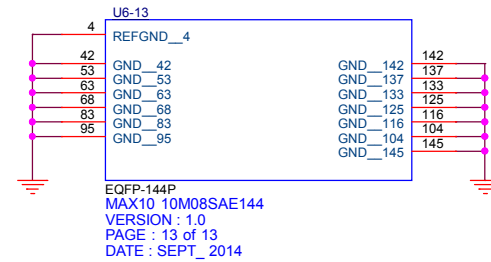 U6-13
4 REFGND__4
42 GND__42 GND__142 142
53 GND__53 GND__137 137
63 GND__63 GND__133 133
68 GND__68 GND__125 125
83 GND__83 GND__116 116
95 GND__95 GND__104 104
GND__145 145
EQFP-144P
MAX10 10M08SAE144
VERSION : 1.0
PAGE : 13 of 13
DATE : SEPT_ 2014